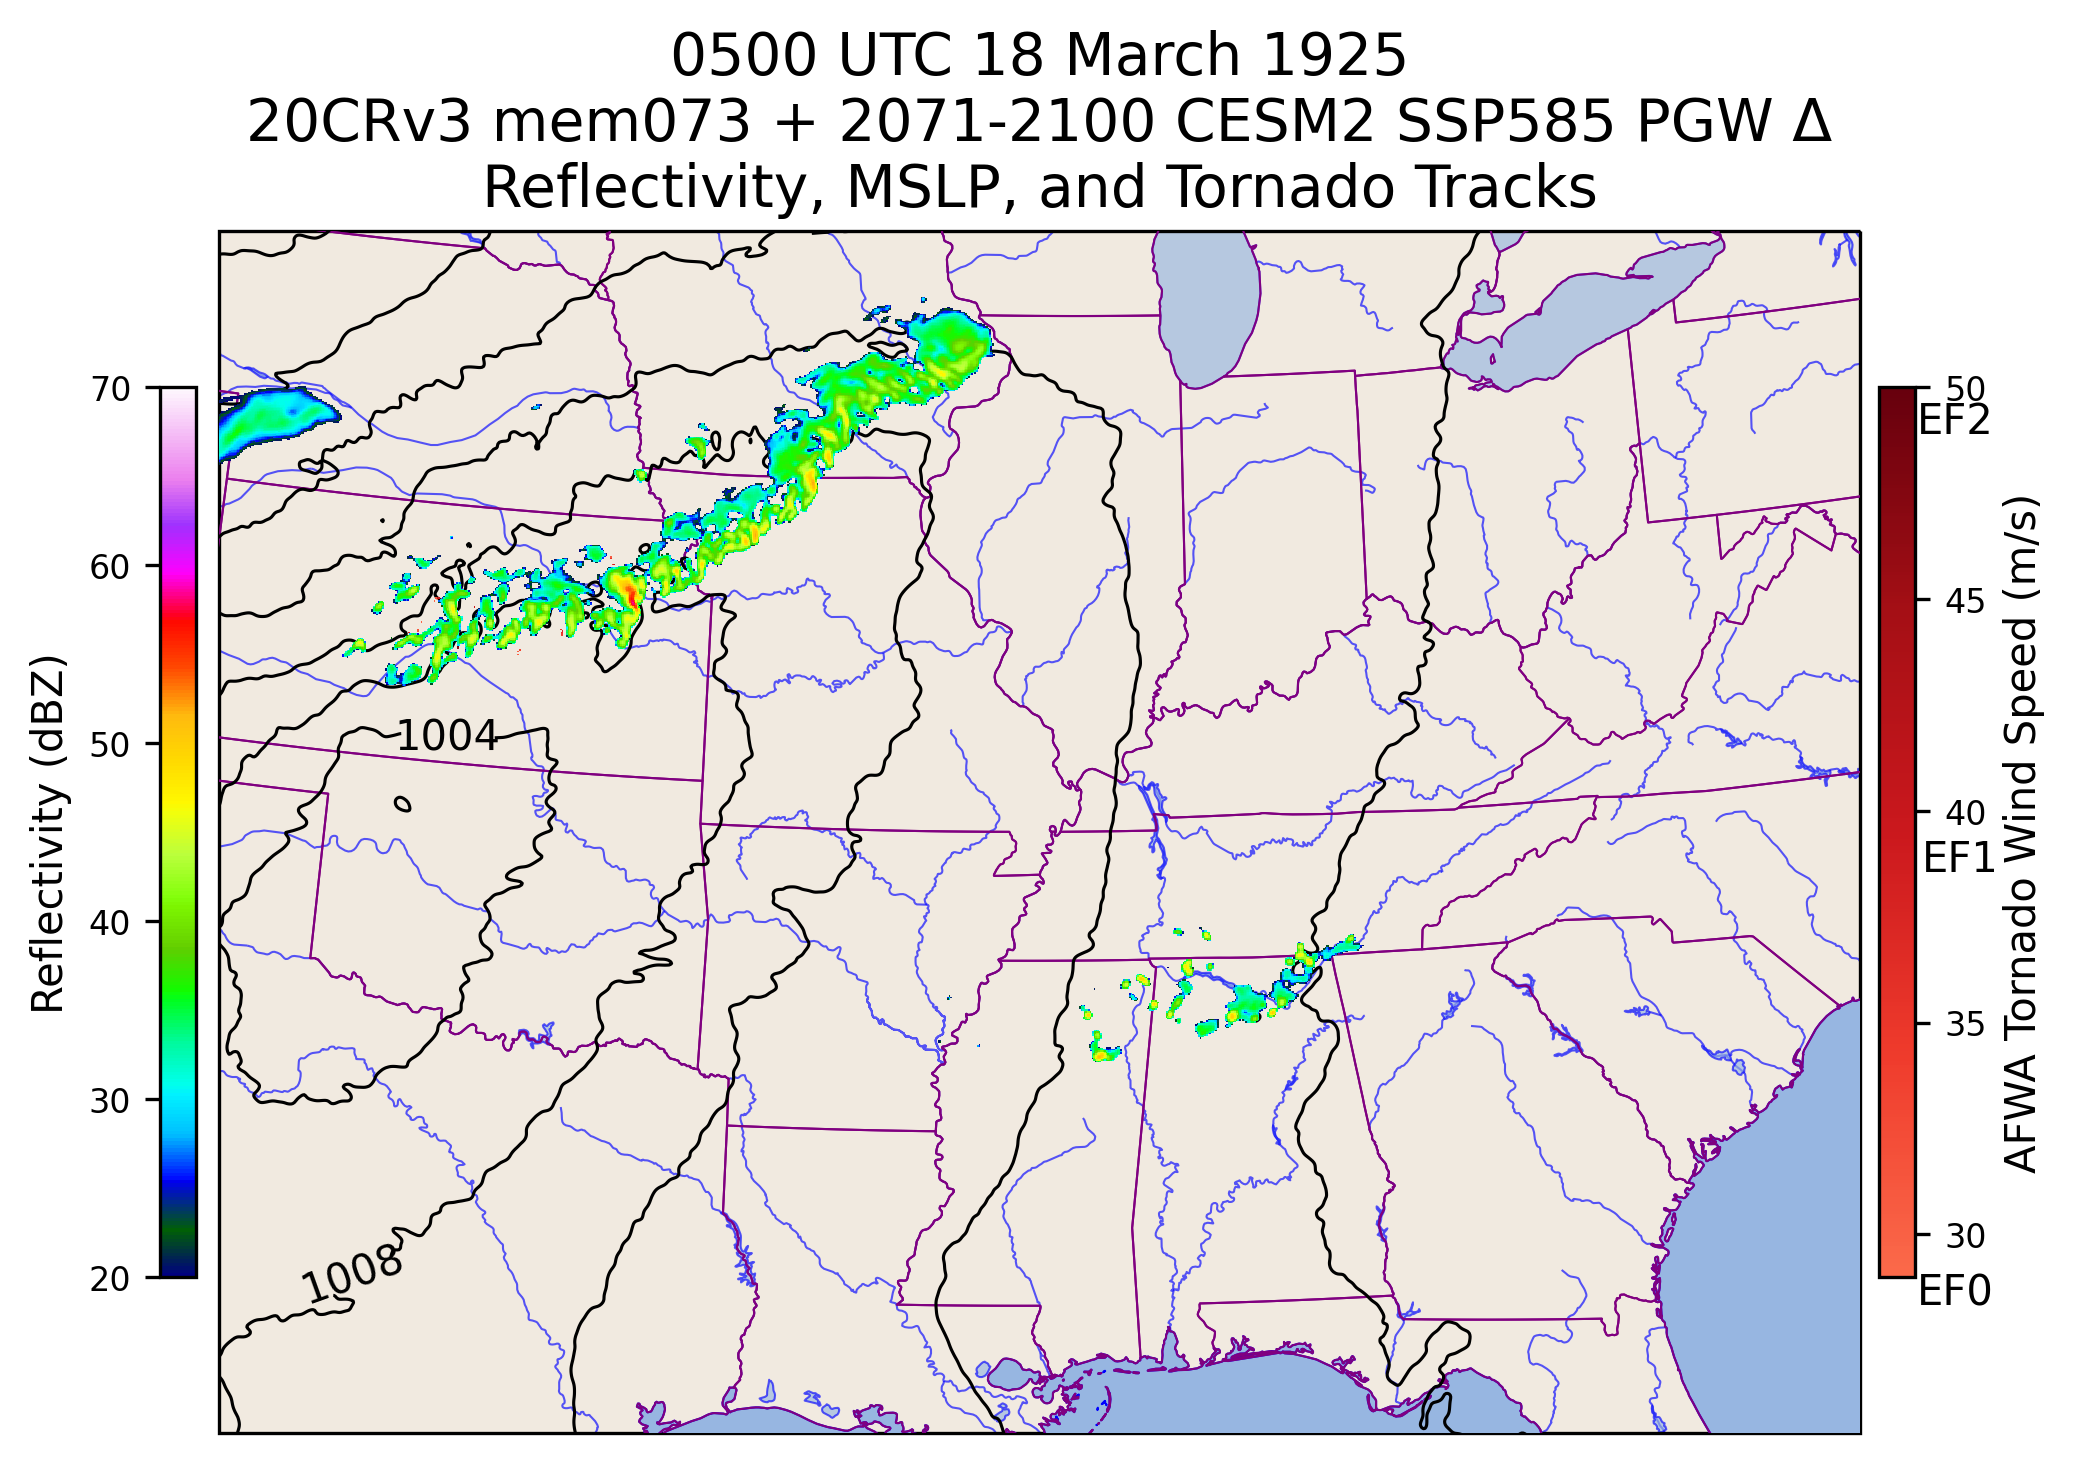 0500 UTC 18 March 1925
20CRv3 mem073 + 2071-2100 CESM2 SSP585 PGW Δ
Reflectivity, MSLP, and Tornado Tracks
70
60
50
40
30
20
Reflectivity (dBZ)
1004
1008
50
EF2
45
40
EF1
35
30
EF0
AFWA Tornado Wind Speed (m/s)